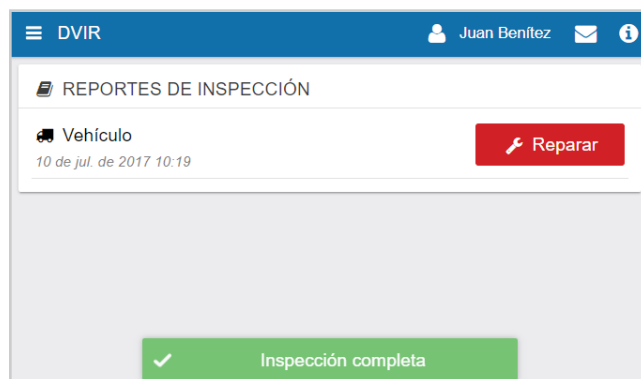 DVIR Juan Benítez
REPORTES DE INSPECCIÓN
Vehículo
10 de jul. de 2017 10:19
Reparar
Inspección completa